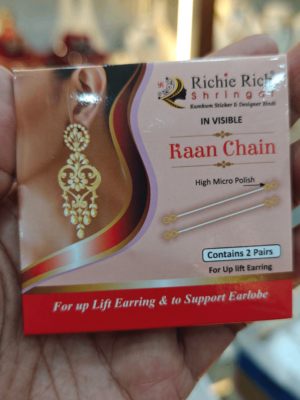 Richie Rich
Shringar
Kumkum Sticker & Designer Bindi
IN VISIBLE
Kaan Chain
High Micro Polish
Contains 2 Pairs
For Up lift Earring
For up Lift Earring & to Support Earlobe